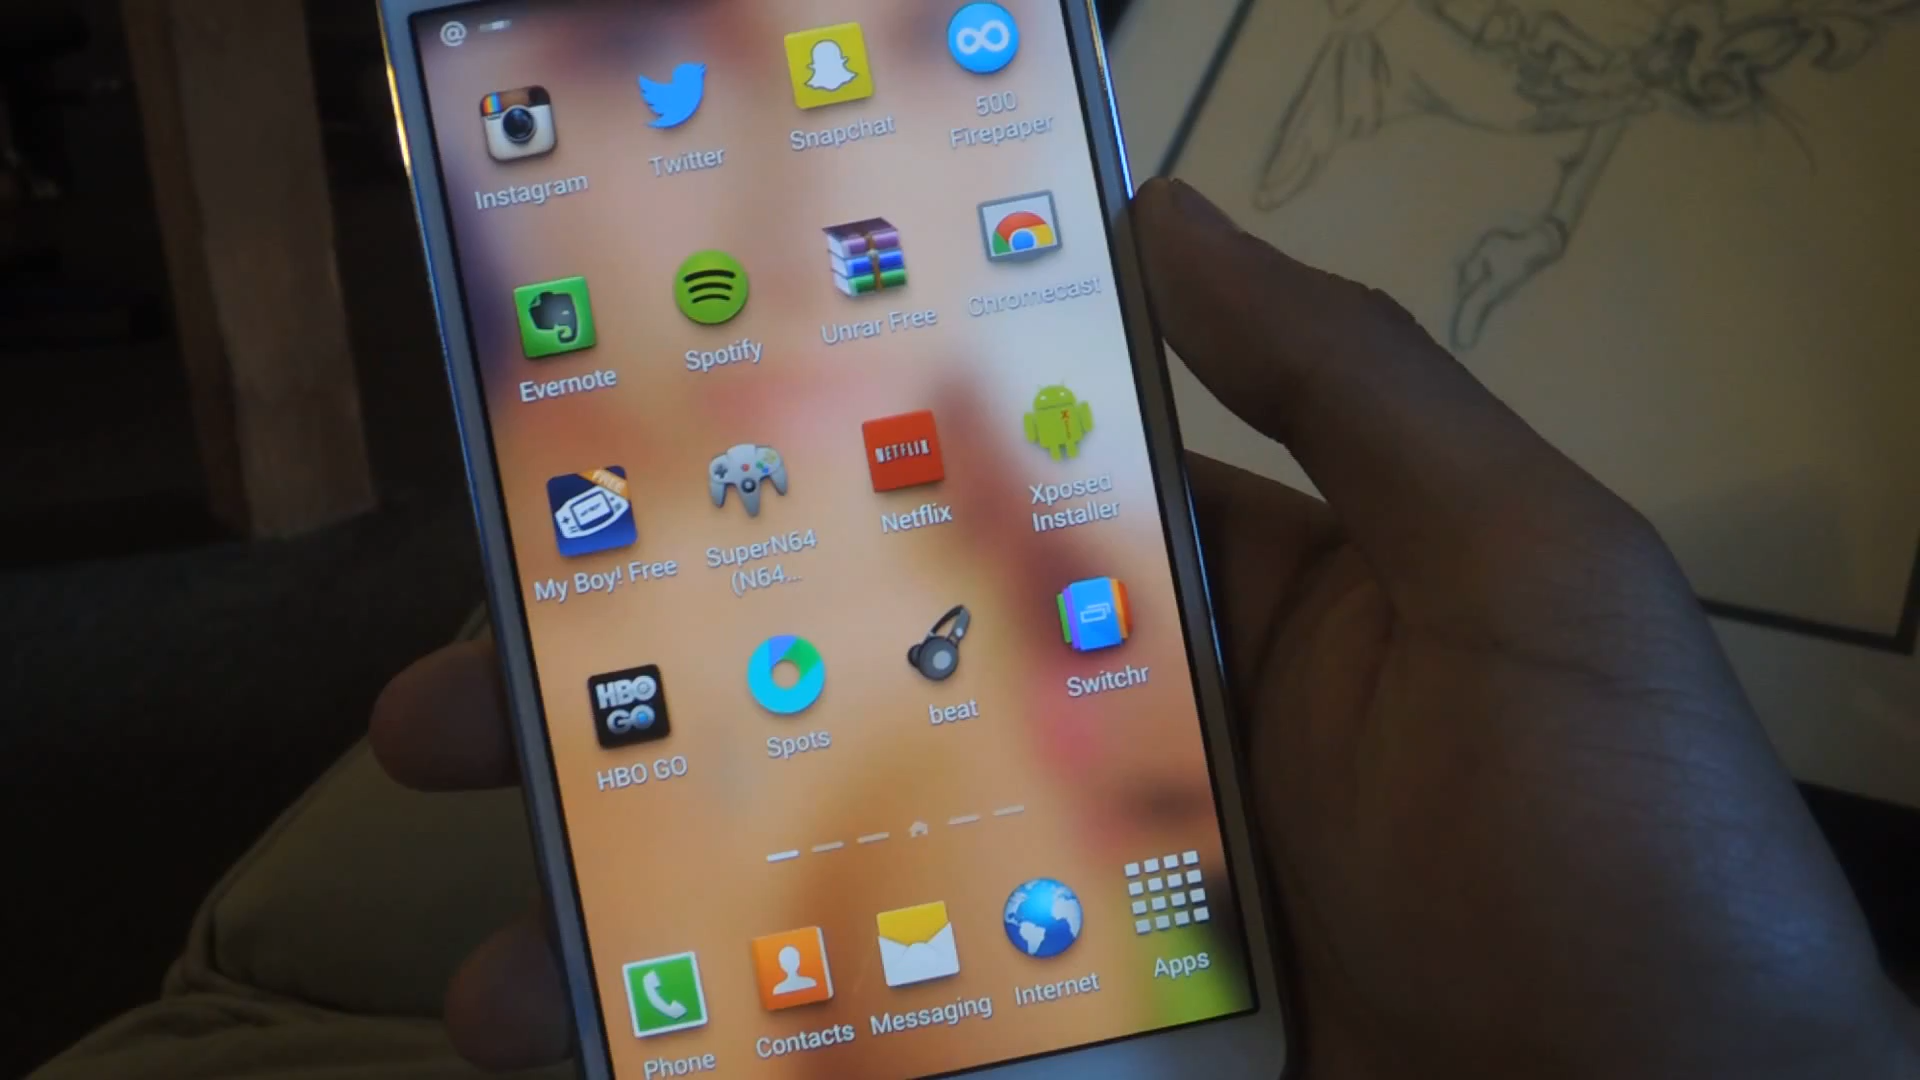 @
Instagram
Twitter
Snapchat
500
Firepaper
Evernote
Spotify
Unrar Free
Chromecast
FREE
My Boy! Free
SuperN64
(N64...
NETFLIX
Netflix
X
Xposed
Installer
HBO
GO
HBO GO
Spots
beat
Switchr
Phone
Contacts
Messaging
Internet
Apps